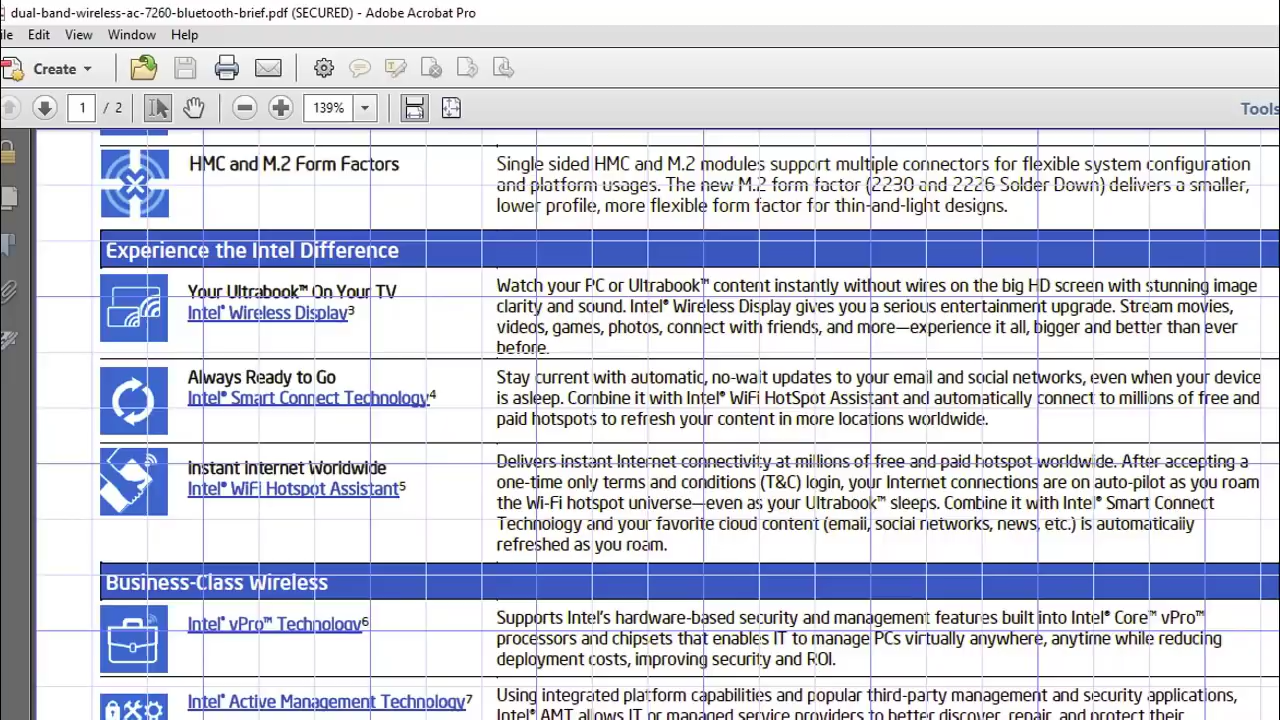 dual-band-wireless-ac-7260-bluetooth-brief.pdf (SECURED) - Adobe Acrobat Pro
Edit View Window Help
Create
1 / 2 139% Tools
HMC and M.2 Form Factors
Single sided HMC and M.2 modules support multiple connectors for flexible system configuration
and platform usages. The new M.2 form factor (2230 and 2226 Solder Down) delivers a smaller,
lower profile, more flexible form factor for thin-and-light designs.
Experience the Intel Difference
Your Ultrabook™ On Your TV
Intel® Wireless Display³
Watch your PC or Ultrabook™ content instantly without wires on the big HD screen with stunning image
clarity and sound. Intel® Wireless Display gives you a serious entertainment upgrade. Stream movies,
videos, games, photos, connect with friends, and more—experience it all, bigger and better than ever
before.
Always Ready to Go
Intel® Smart Connect Technology⁴
Stay current with automatic, no-wait updates to your email and social networks, even when your device
is asleep. Combine it with Intel® WiFi HotSpot Assistant and automatically connect to millions of free and
paid hotspots to refresh your content in more locations worldwide.
Instant Internet Worldwide
Intel® WiFi Hotspot Assistant⁵
Delivers instant Internet connectivity at millions of free and paid hotspot worldwide. After accepting a
one-time only terms and conditions (T&C) login, your Internet connections are on auto-pilot as you roam
the Wi-Fi hotspot universe—even as your Ultrabook™ sleeps. Combine it with Intel® Smart Connect
Technology and your favorite cloud content (email, social networks, news, etc.) is automatically
refreshed as you roam.
Business-Class Wireless
Intel® vPro™ Technology⁶
Supports Intel's hardware-based security and management features built into Intel® Core™ vPro™
processors and chipsets that enables IT to manage PCs virtually anywhere, anytime while reducing
deployment costs, improving security and ROI.
Intel® Active Management Technology⁷
Using integrated platform capabilities and popular third-party management and security applications,
Intel® AMT allows IT or managed service providers to better discover, repair, and protect their